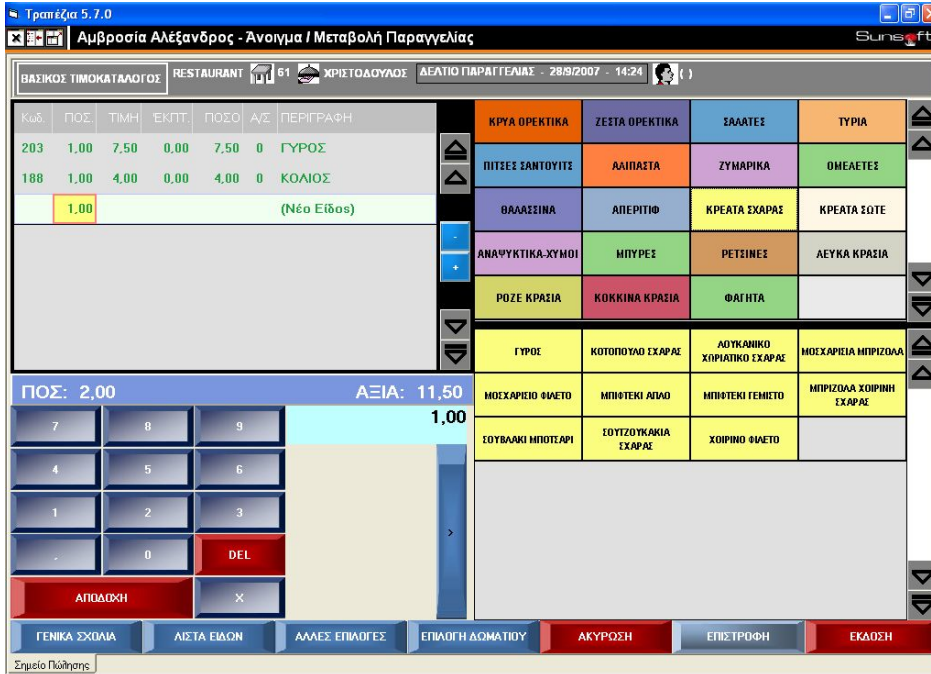 Τραπέζια 5.7.0
Αμβροσία Αλέξανδρος - Άνοιγμα / Μεταβολή Παραγγελίας
Sunsoft
ΒΑΣΙΚΟΣ ΤΙΜΟΚΑΤΑΛΟΓΟΣ RESTAURANT 61 ΧΡΙΣΤΟΔΟΥΛΟΣ ΔΕΛΤΙΟ ΠΑΡΑΓΓΕΛΙΑΣ - 28/9/2007 - 14:24 ( )
Κωδ. ΠΟΣ. ΤΙΜΗ ΈΚΠΤ. ΠΟΣΟ Α/Σ ΠΕΡΙΓΡΑΦΗ
203 1,00 7,50 0,00 7,50 0 ΓΥΡΟΣ
188 1,00 4,00 0,00 4,00 0 ΚΟΛΙΟΣ
1,00 (Νέο Είδος)
-
+
ΠΟΣ: 2,00 ΑΞΙΑ: 11,50
1,00
7 8 9
4 5 6
1 2 3
. 0 DEL
ΑΠΟΔΟΧΗ X
>
ΚΡΥΑ ΟΡΕΚΤΙΚΑ ΖΕΣΤΑ ΟΡΕΚΤΙΚΑ ΣΑΛΑΤΕΣ ΤΥΡΙΑ
ΠΙΤΣΕΣ ΣΑΝΤΟΥΙΤΣ ΑΛΙΠΑΣΤΑ ΖΥΜΑΡΙΚΑ ΟΜΕΛΕΤΕΣ
ΘΑΛΑΣΣΙΝΑ ΑΠΕΡΙΤΙΦ ΚΡΕΑΤΑ ΣΧΑΡΑΣ ΚΡΕΑΤΑ ΣΩΤΕ
ΑΝΑΨΥΚΤΙΚΑ-ΧΥΜΟΙ ΜΠΥΡΕΣ ΡΕΤΣΙΝΕΣ ΛΕΥΚΑ ΚΡΑΣΙΑ
ΡΟΖΕ ΚΡΑΣΙΑ ΚΟΚΚΙΝΑ ΚΡΑΣΙΑ ΦΑΓΗΤΑ
ΓΥΡΟΣ ΚΟΤΟΠΟΥΛΟ ΣΧΑΡΑΣ ΛΟΥΚΑΝΙΚΟ ΧΩΡΙΑΤΙΚΟ ΣΧΑΡΑΣ ΜΟΣΧΑΡΙΣΙΑ ΜΠΡΙΖΟΛΑ
ΜΟΣΧΑΡΙΣΙΟ ΦΙΛΕΤΟ ΜΠΙΦΤΕΚΙ ΑΠΛΟ ΜΠΙΦΤΕΚΙ ΓΕΜΙΣΤΟ ΜΠΡΙΖΟΛΑ ΧΟΙΡΙΝΗ ΣΧΑΡΑΣ
ΣΟΥΒΛΑΚΙ ΜΠΟΤΣΑΡΙ ΣΟΥΤΖΟΥΚΑΚΙΑ ΣΧΑΡΑΣ ΧΟΙΡΙΝΟ ΦΙΛΕΤΟ
ΓΕΝΙΚΑ ΣΧΟΛΙΑ ΛΙΣΤΑ ΕΙΔΩΝ ΑΛΛΕΣ ΕΠΙΛΟΓΕΣ ΕΠΙΛΟΓΗ ΔΩΜΑΤΙΟΥ ΑΚΥΡΩΣΗ ΕΠΙΣΤΡΟΦΗ ΕΚΔΟΣΗ
Σημείο Πώλησης